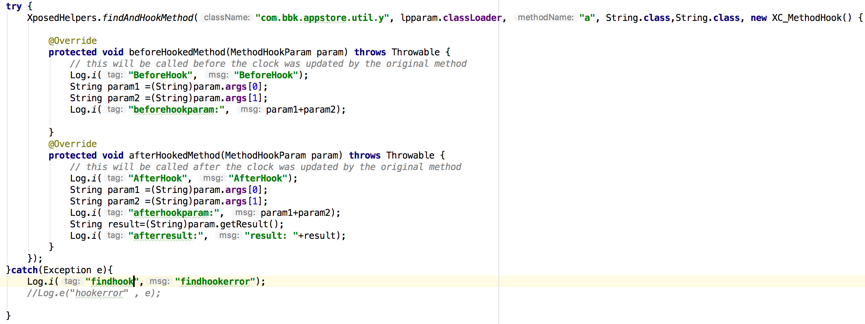 try {
XposedHelpers.findAndHookMethod( className: "com.bbk.appstore.util.y", lpparam.classLoader, methodName: "a", String.class,String.class, new XC_MethodHook() {
@Override
protected void beforeHookedMethod(MethodHookParam param) throws Throwable {
// this will be called before the clock was updated by the original method
Log.i( tag: "BeforeHook", msg: "BeforeHook");
String param1 =(String)param.args[0];
String param2 =(String)param.args[1];
Log.i( tag: "beforehookparam:", msg: param1+param2);
}
@Override
protected void afterHookedMethod(MethodHookParam param) throws Throwable {
// this will be called after the clock was updated by the original method
Log.i( tag: "AfterHook", msg: "AfterHook");
String param1 =(String)param.args[0];
String param2 =(String)param.args[1];
Log.i( tag: "afterhookparam:", msg: param1+param2);
String result=(String)param.getResult();
Log.i( tag: "afterresult:", msg: "result: "+result);
}
});
}catch(Exception e){
Log.i( tag: "findhook", msg: "findhookerror");
//Log.e("hookerror" , e);
}